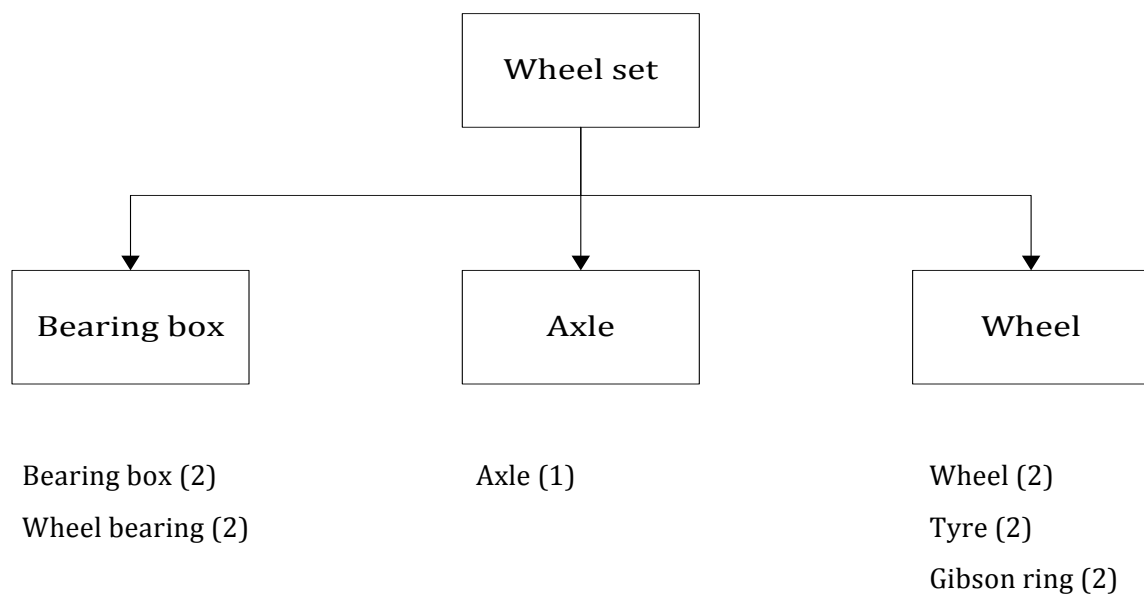 Wheel set
Bearing box
Axle
Wheel
Bearing box (2)
Axle (1)
Wheel (2)
Wheel bearing (2)
Tyre (2)
Gibson ring (2)